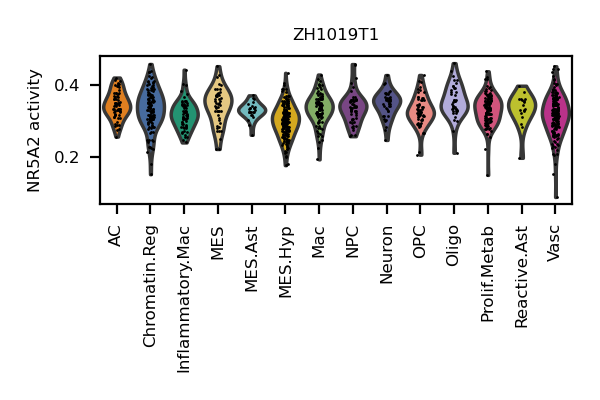 ZH1019T1
NR5A2 activity
0.4
0.2
AC
Chromatin.Reg
Inflammatory.Mac
MES
MES.Ast
MES.Hyp
Mac
NPC
Neuron
OPC
Oligo
Prolif.Metab
Reactive.Ast
Vasc